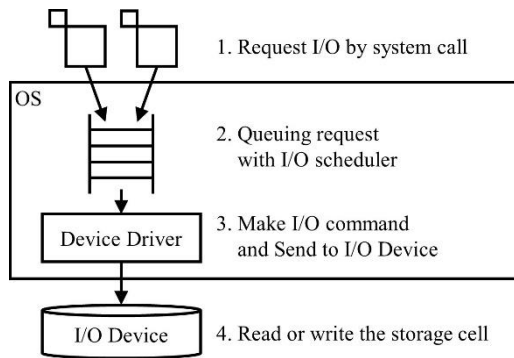 1. Request I/O by system call
OS
2. Queuing request
with I/O scheduler
3. Make I/O command
and Send to I/O Device
Device Driver
I/O Device
4. Read or write the storage cell